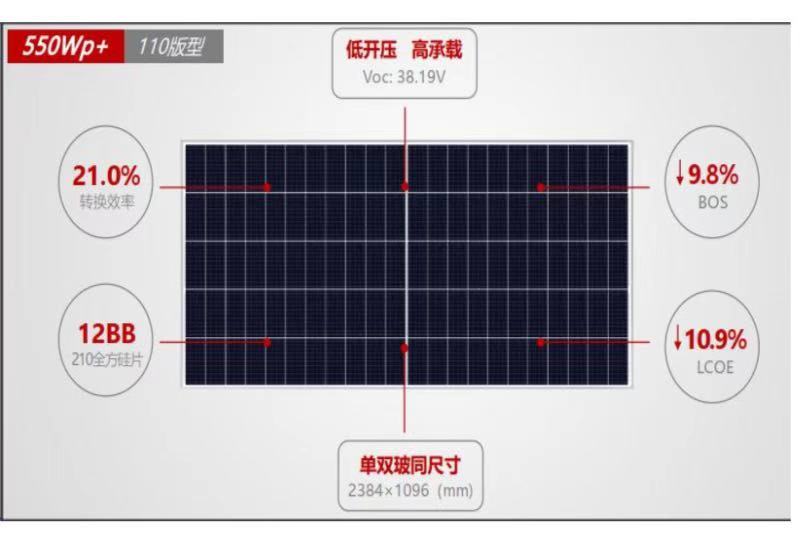 550Wp+ 110版型
低开压 高承载
Voc: 38.19V
21.0%
转换效率
↓9.8%
BOS
12BB
210全方硅片
↓10.9%
LCOE
单双玻同尺寸
2384×1096 (mm)